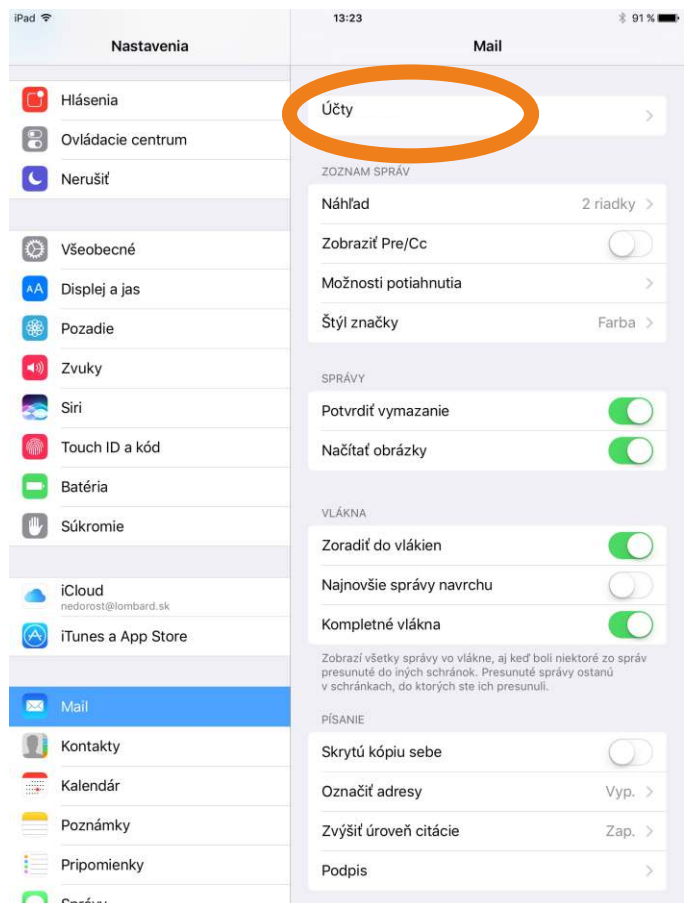 iPad 13:23 91 %
Nastavenia
Mail
Hlásenia
Ovládacie centrum
Nerušiť
Všeobecné
Displej a jas
Pozadie
Zvuky
Siri
Touch ID a kód
Batéria
Súkromie
iCloud
nedorost@lombard.sk
iTunes a App Store
Mail
Kontakty
Kalendár
Poznámky
Pripomienky
Účty
ZOZNAM SPRÁV
Náhľad 2 riadky
Zobraziť Pre/Cc
Možnosti potiahnutia
Štýl značky Farba
SPRÁVY
Potvrdiť vymazanie
Načítať obrázky
VLÁKNA
Zoradiť do vlákien
Najnovšie správy navrchu
Kompletné vlákna
Zobrazí všetky správy vo vlákne, aj keď boli niektoré zo správ
presunuté do iných schránok. Presunuté správy ostanú
v schránkach, do ktorých ste ich presunuli.
PÍSANIE
Skrytú kópiu sebe
Označiť adresy Vyp.
Zvýšiť úroveň citácie Zap.
Podpis